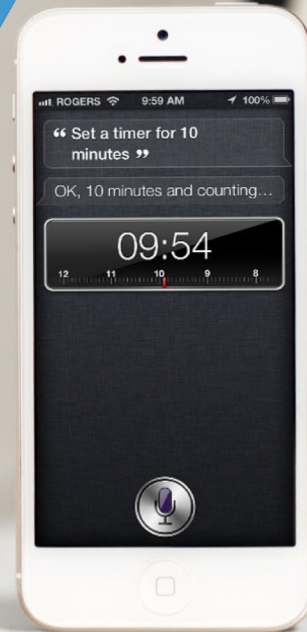 ROGERS 9:59 AM 100%
“ Set a timer for 10
minutes ”
OK, 10 minutes and counting...
09:54
12 11 10 9 8